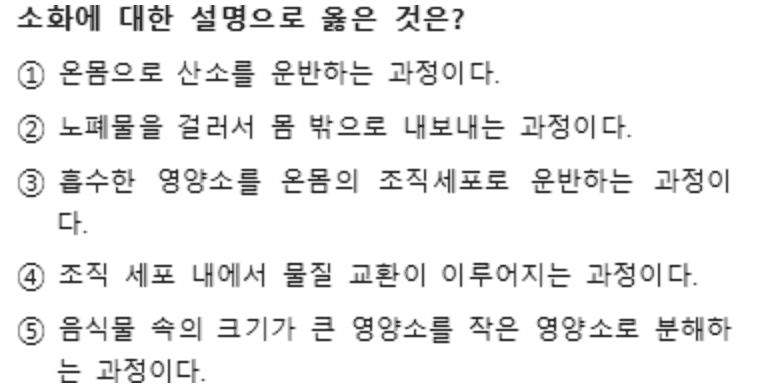 소화에 대한 설명으로 옳은 것은?
① 온몸으로 산소를 운반하는 과정이다.
② 노폐물을 걸러서 몸 밖으로 내보내는 과정이다.
③ 흡수한 영양소를 온몸의 조직세포로 운반하는 과정이
다.
④ 조직 세포 내에서 물질 교환이 이루어지는 과정이다.
⑤ 음식물 속의 크기가 큰 영양소를 작은 영양소로 분해하
는 과정이다.